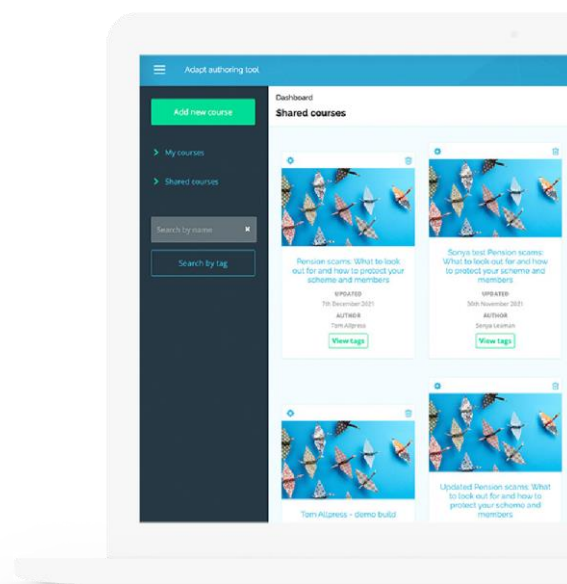 Adapt authoring tool
Add new course
My courses
Shared courses
Search by name
Search by tag
Dashboard
Shared courses
Pension scams: What to look
out for and how to protect your
scheme and members
UPDATED
7th December 2021
AUTHOR
Tom Allpress
View tags
Sonya test Pension scams:
What to look out for and how
to protect your scheme and
members
UPDATED
30th November 2021
AUTHOR
Sonya Leaman
View tags
Tom Allpress - demo build
Updated Pension scams: What
to look out for and how to
protect your scheme and
members